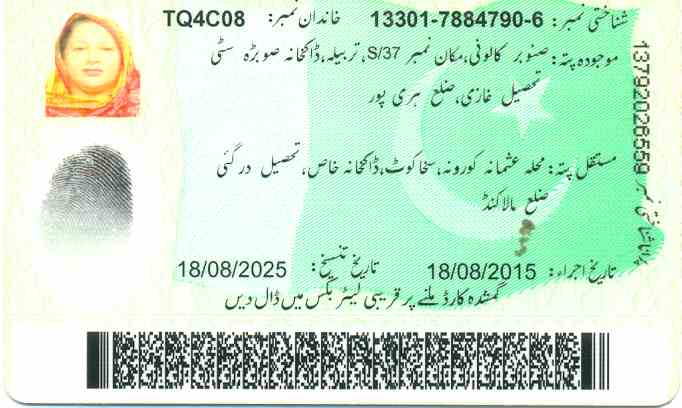 شناختی نمبر: 13301-7884790-6 خاندان نمبر: TQ4C08
موجودہ پتہ: صنوبر کالونی، مکان نمبر S/37، تربیلہ، ڈاکخانہ صوبڑہ سٹی
تحصیل غازی، ضلع ہری پور
مستقل پتہ: محلہ عثمانہ کورونہ، سخاکوٹ، ڈاکخانہ خاص، تحصیل درگئی
ضلع مالاکنڈ
تاریخ اجراء: 18/08/2015 تاریخ تنسیخ: 18/08/2025
گمشدہ کارڈ ملنے پر قریبی لیٹر بکس میں ڈال دیں
13792026559